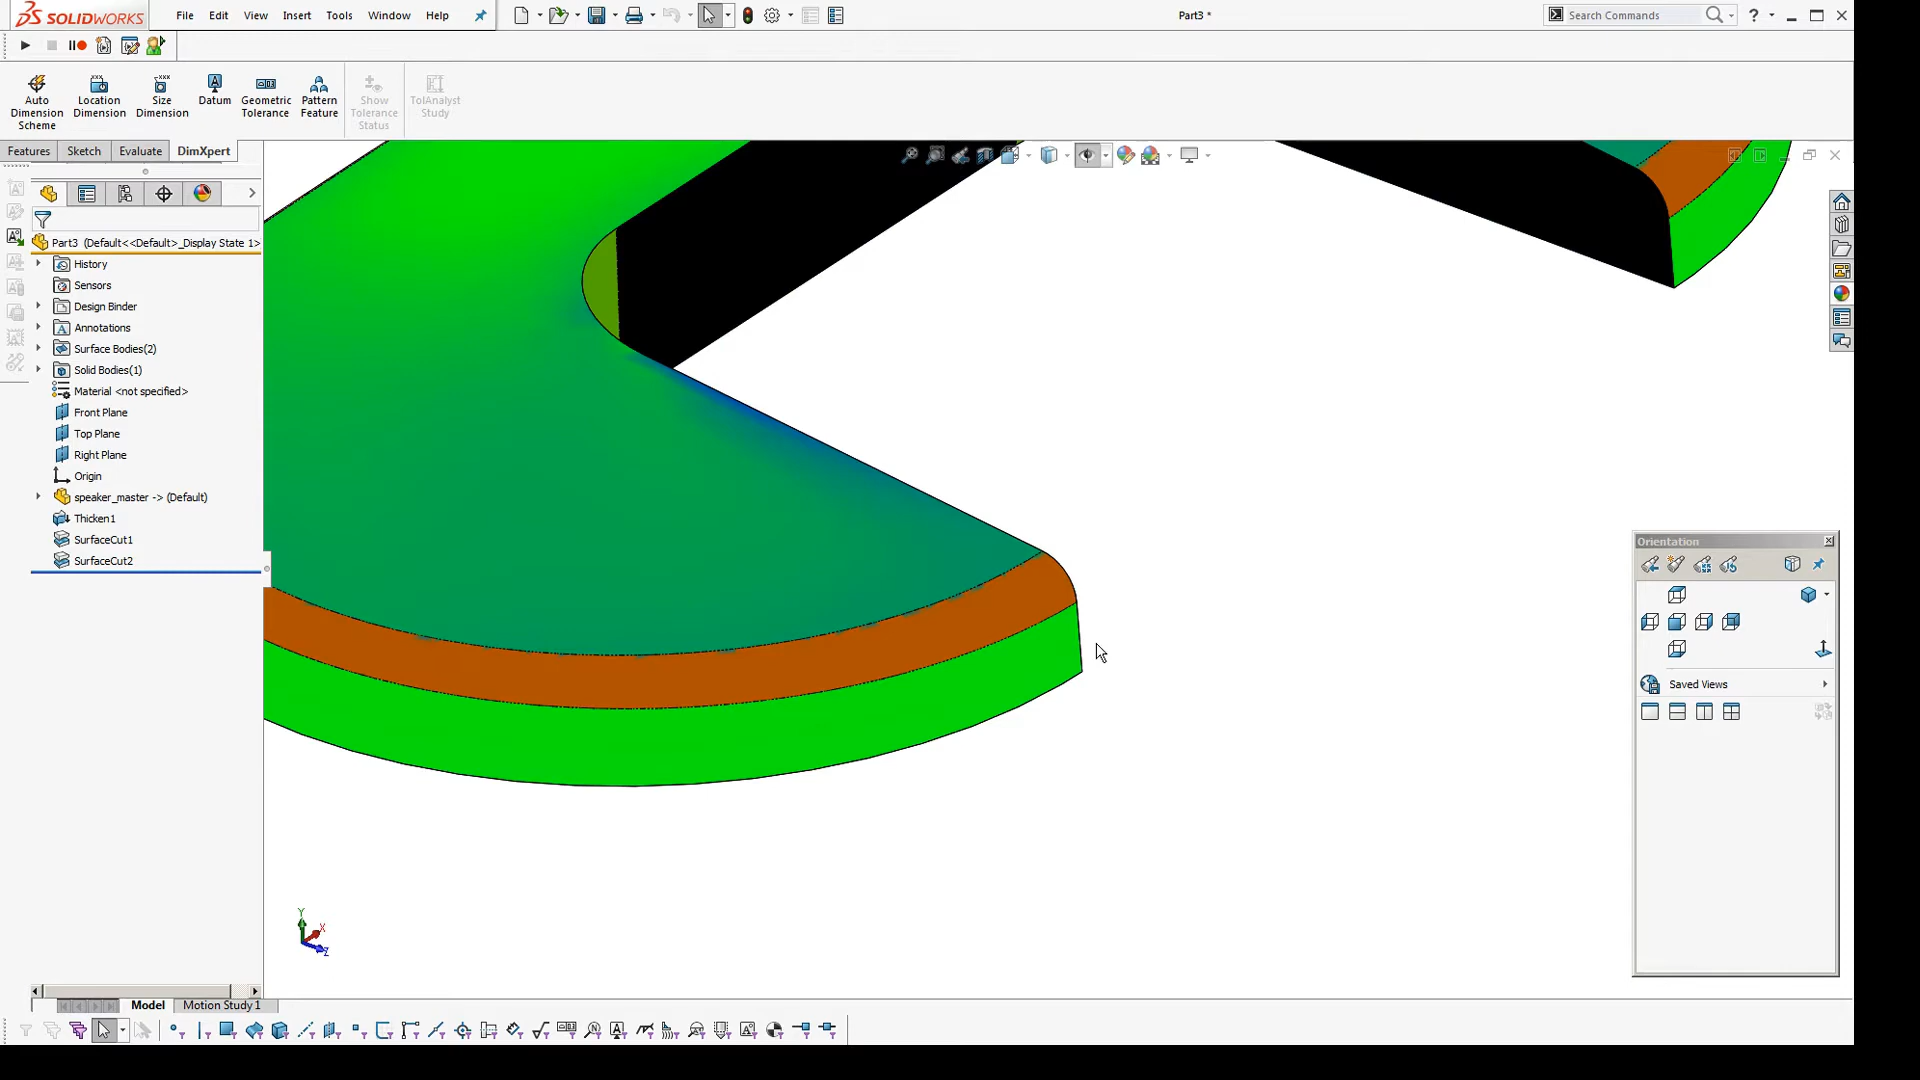 SOLIDWORKS
File Edit View Insert Tools Window Help
Part3 *
Search Commands
?
Auto Dimension Scheme
Location Dimension
Size Dimension
Datum
Geometric Tolerance
Pattern Feature
Show Tolerance Status
TolAnalyst Study
Features Sketch Evaluate DimXpert
Part3 (Default<<Default>_Display State 1>
History
Sensors
Design Binder
Annotations
Surface Bodies(2)
Solid Bodies(1)
Material <not specified>
Front Plane
Top Plane
Right Plane
Origin
speaker_master -> (Default)
Thicken1
SurfaceCut1
SurfaceCut2
Orientation
Saved Views
Y
X
Z
Model Motion Study 1